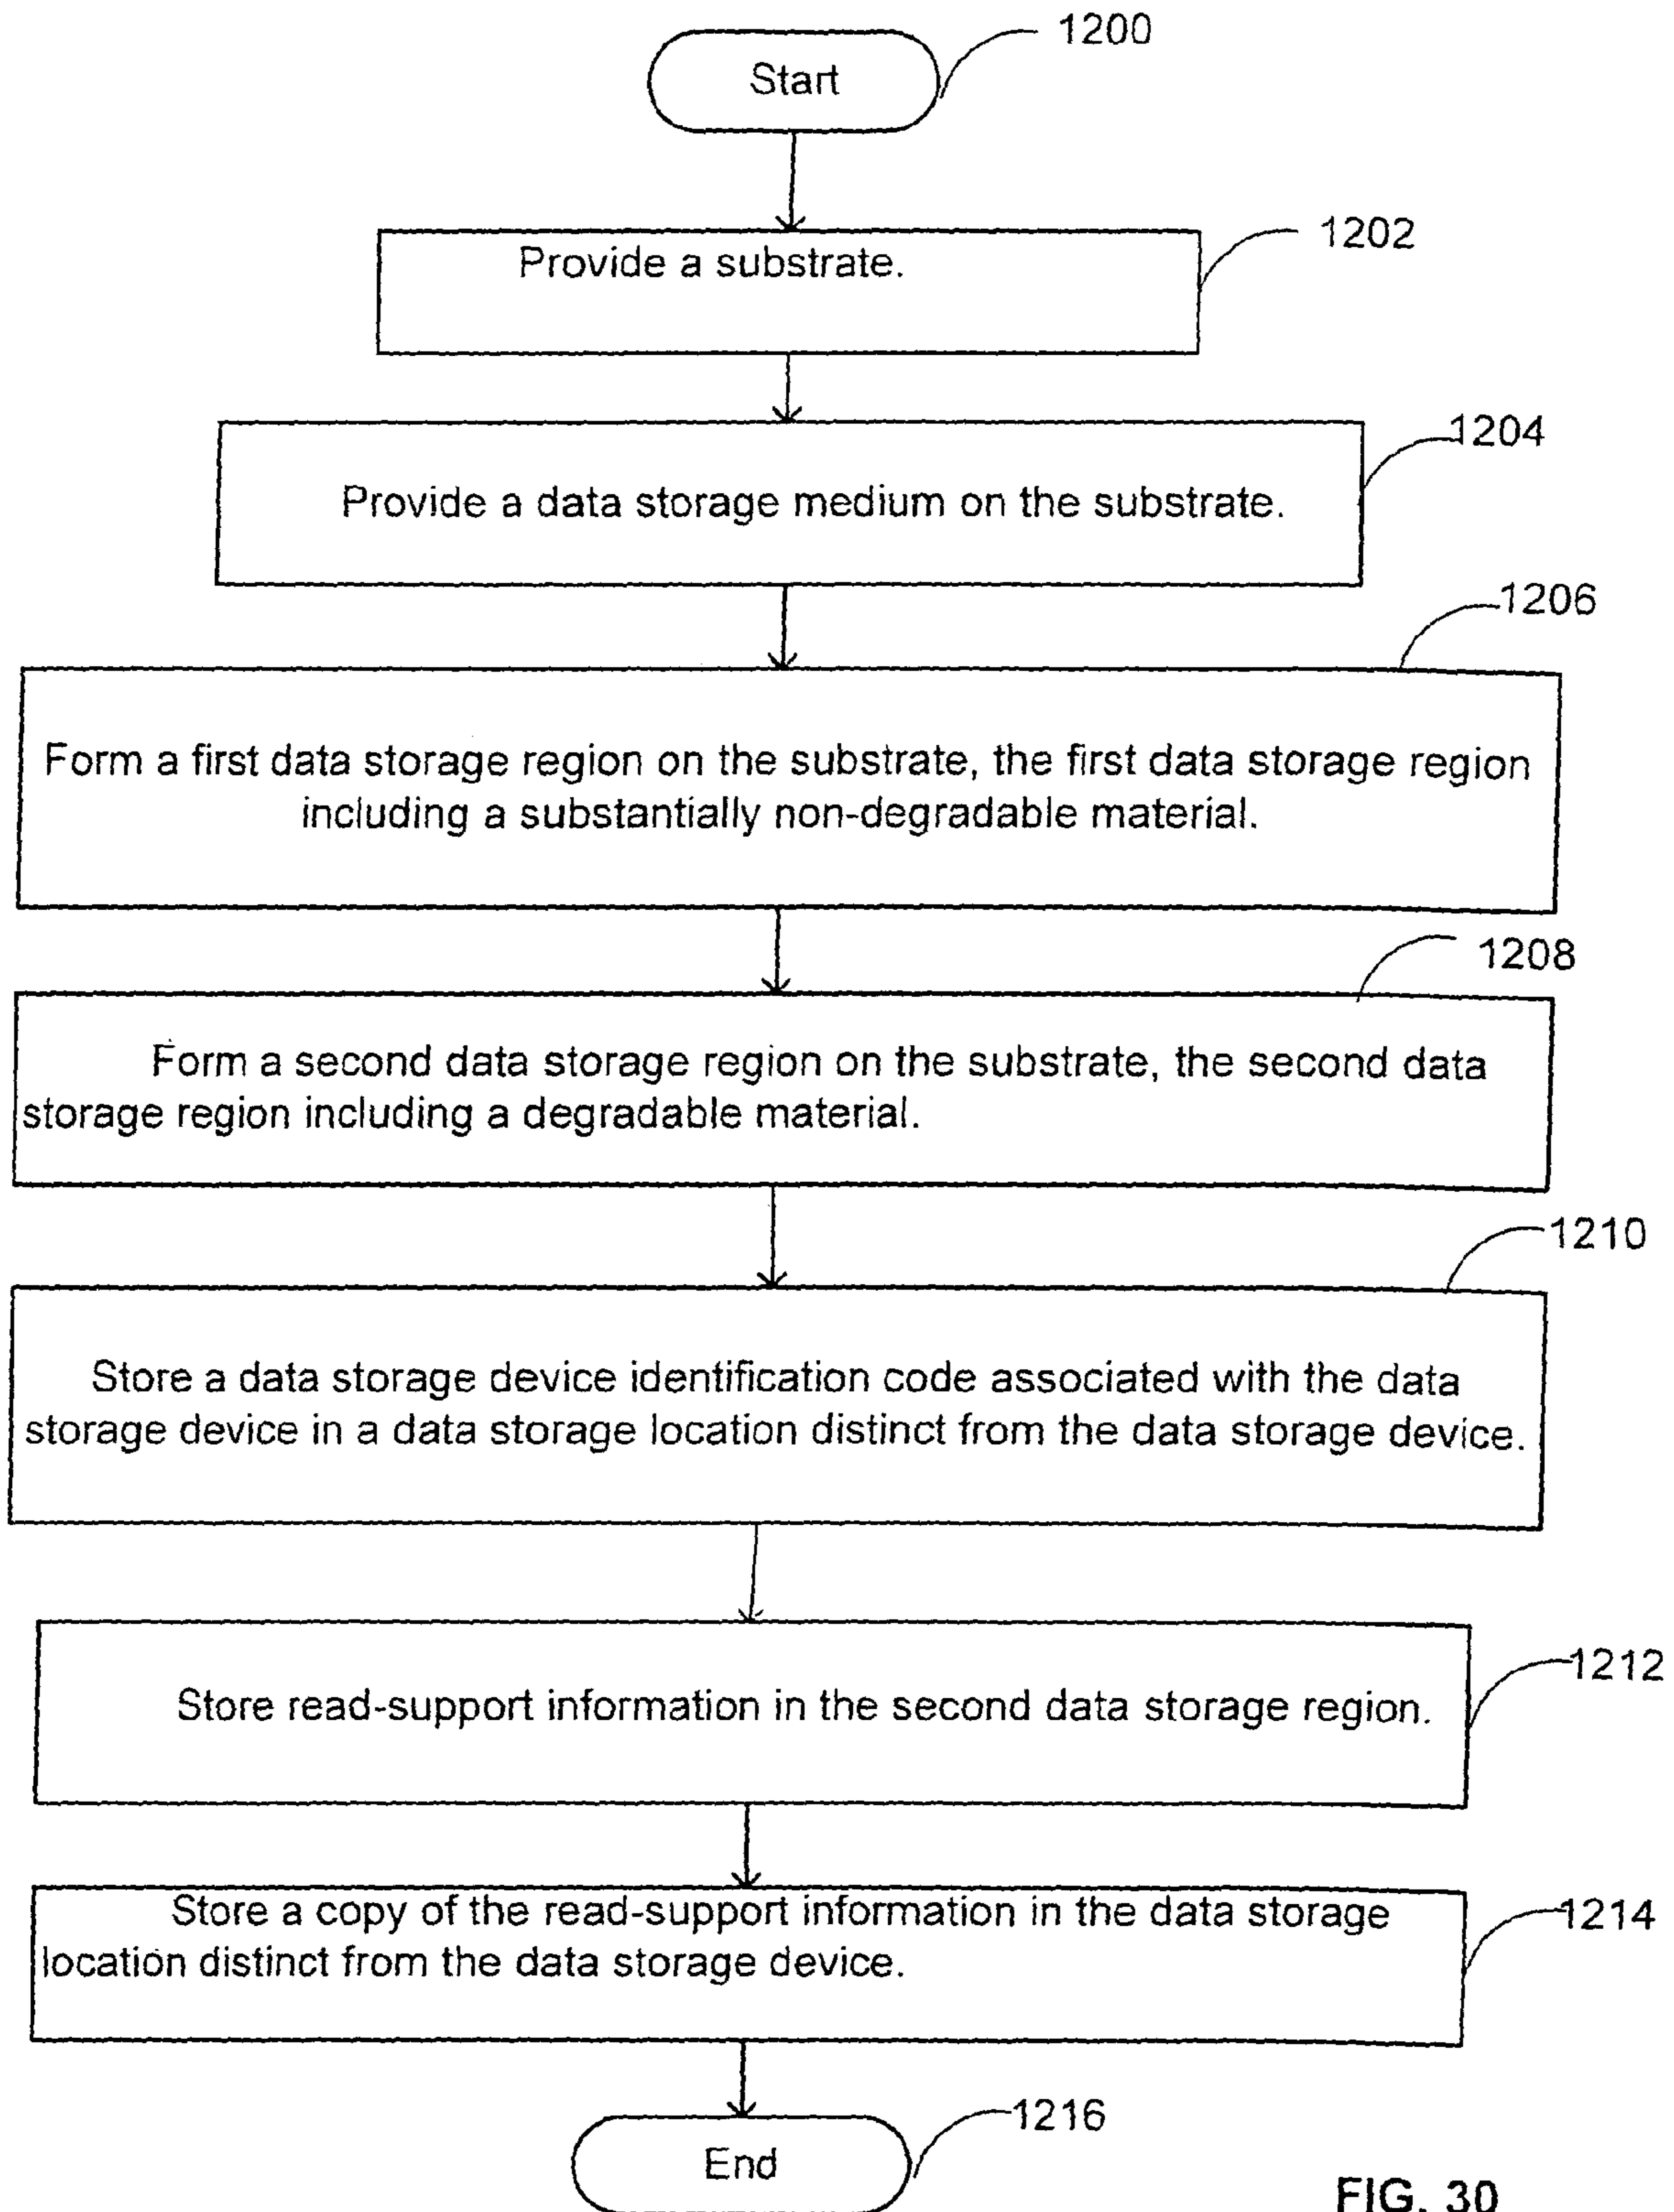 1200
Start
1202
Provide a substrate.
1204
Provide a data storage medium on the substrate.
1206
Form a first data storage region on the substrate, the first data storage region
including a substantially non-degradable material.
1208
Form a second data storage region on the substrate, the second data
storage region including a degradable material.
1210
Store a data storage device identification code associated with the data
storage device in a data storage location distinct from the data storage device.
1212
Store read-support information in the second data storage region.
1214
Store a copy of the read-support information in the data storage
location distinct from the data storage device.
1216
End
FIG. 30